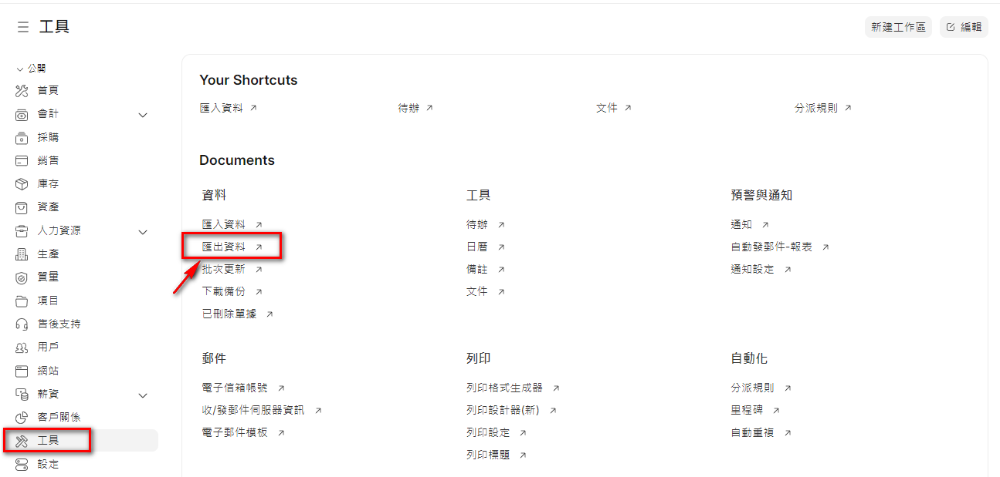 工具
新建工作區
編輯
公開
首頁
會計
採購
銷售
庫存
資產
人力資源
生產
質量
項目
售後支持
用戶
網站
薪資
客戶關係
工具
設定
Your Shortcuts
匯入資料
待辦
文件
分派規則
Documents
資料
匯入資料
匯出資料
批次更新
下載備份
已刪除單據
工具
待辦
日曆
備註
文件
預警與通知
通知
自動發郵件-報表
通知設定
郵件
電子信箱帳號
收/發郵件伺服器資訊
電子郵件模板
列印
列印格式生成器
列印設計器(新)
列印設定
列印標題
自動化
分派規則
里程碑
自動重複